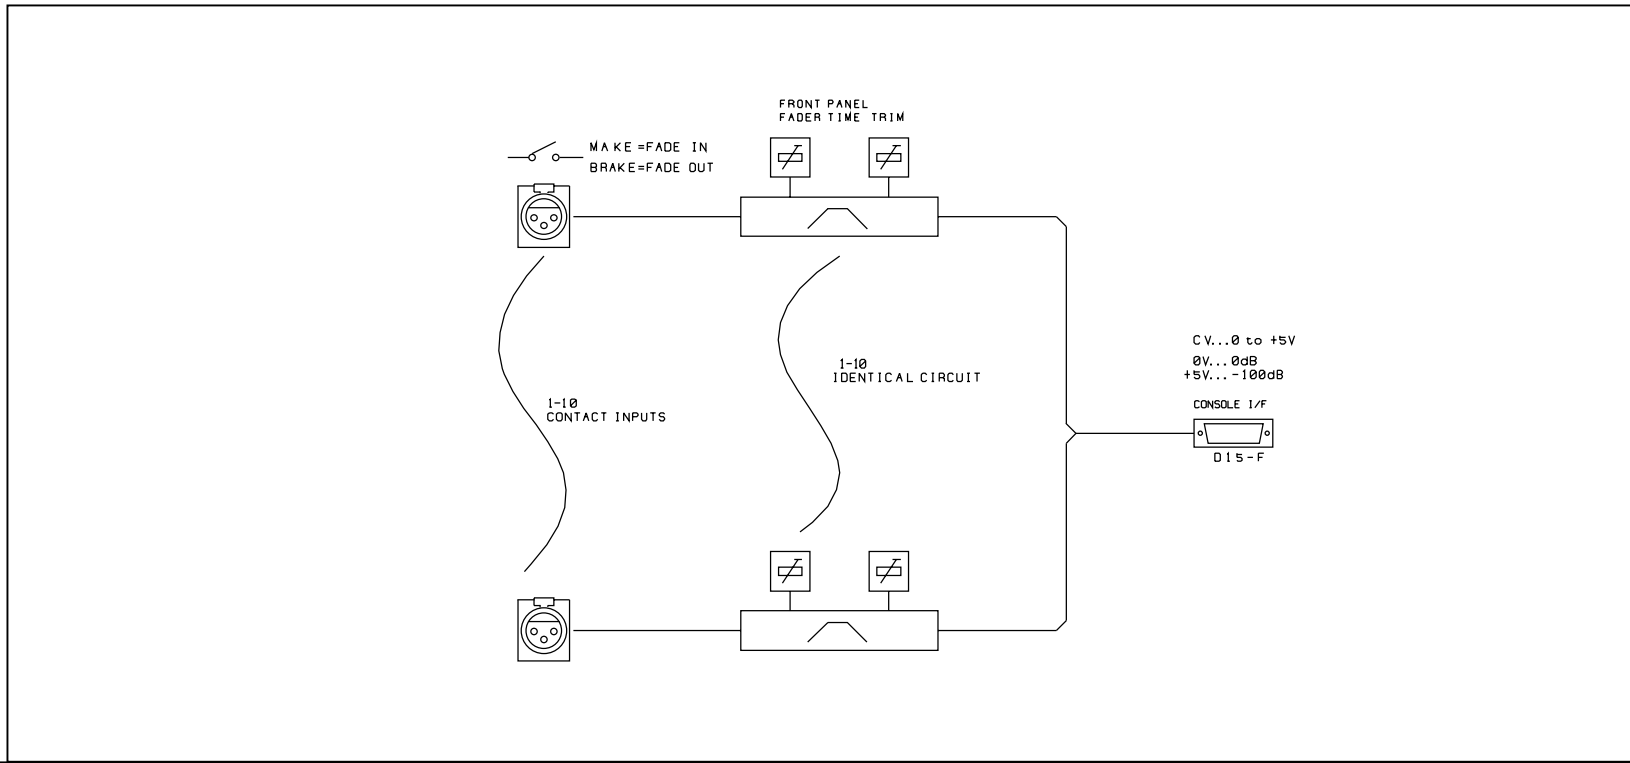 FRONT PANEL
FADER TIME TRIM
MAKE=FADE IN
BRAKE=FADE OUT
CV...0 to +5V
0V...0dB
+5V...-100dB
1-10
IDENTICAL CIRCUIT
CONSOLE I/F
1-10
CONTACT INPUTS
D15-F